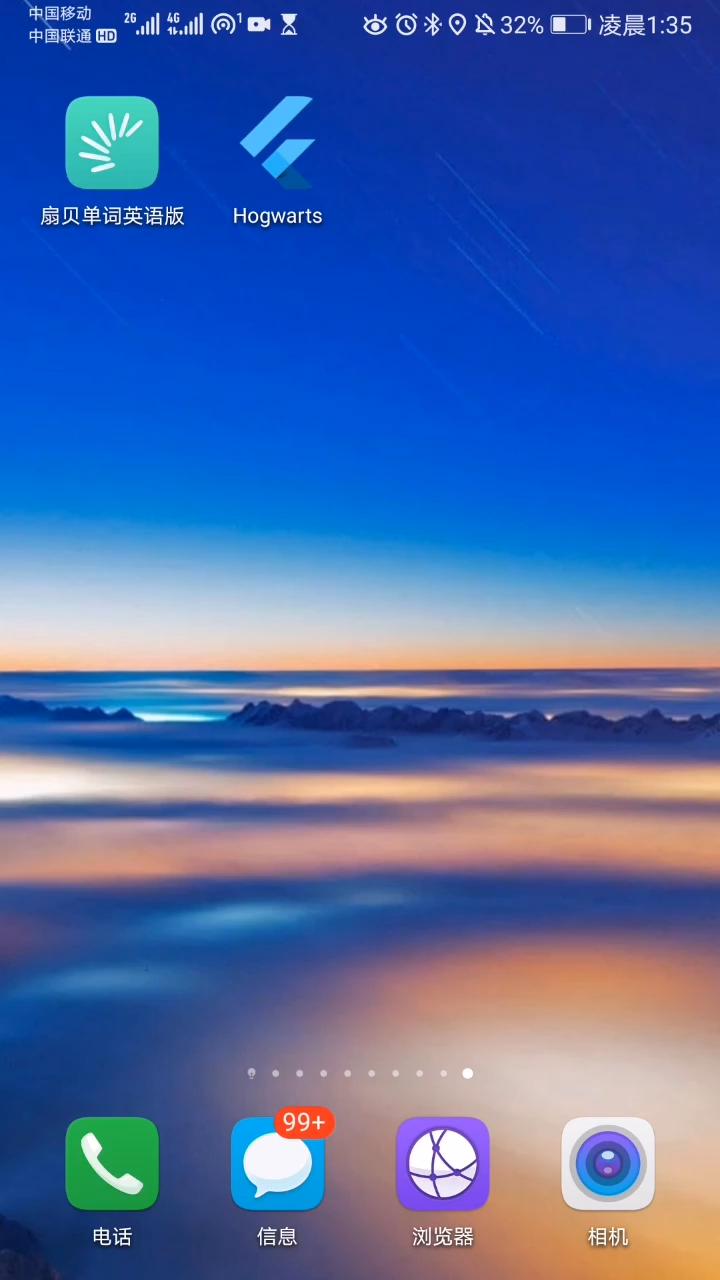 中国移动
中国联通 HD
2G 4G 1 32% 凌晨1:35
扇贝单词英语版 Hogwarts
99+
电话 信息 浏览器 相机